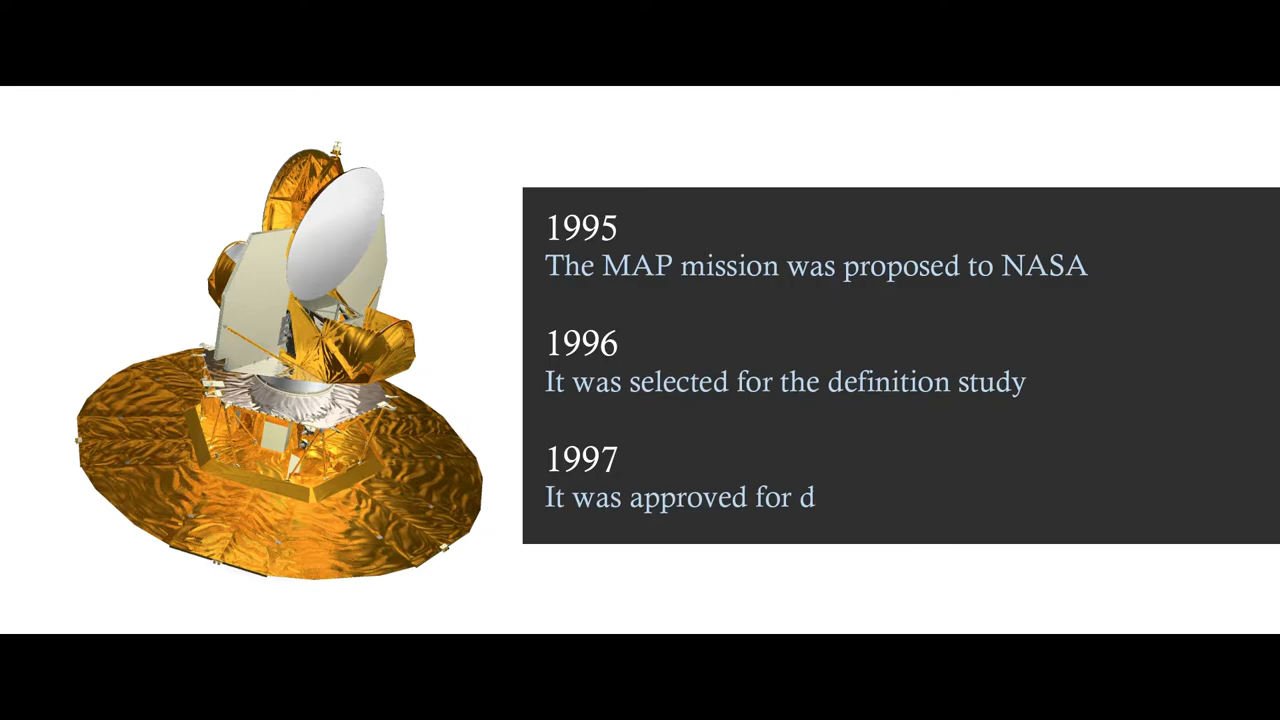 1995
The MAP mission was proposed to NASA
1996
It was selected for the definition study
1997
It was approved for d